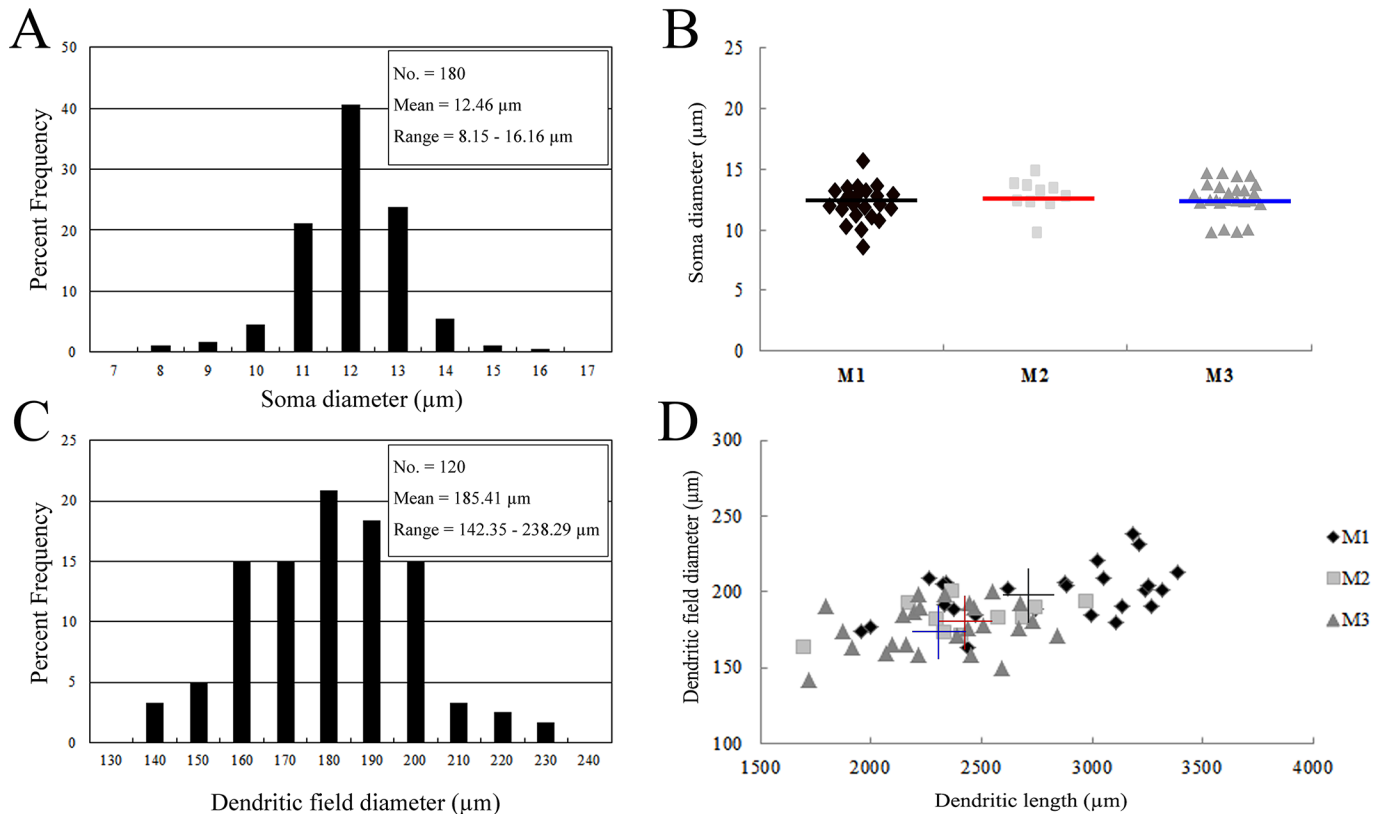 A
Percent Frequency
50
40
30
20
10
0
No. = 180
Mean = 12.46 µm
Range = 8.15 - 16.16 µm
7 8 9 10 11 12 13 14 15 16 17
Soma diameter (µm)
B
Soma diameter (µm)
25
20
15
10
5
0
M1 M2 M3
C
Percent Frequency
25
20
15
10
5
0
No. = 120
Mean = 185.41 µm
Range = 142.35 - 238.29 µm
130 140 150 160 170 180 190 200 210 220 230 240
Dendritic field diameter (µm)
D
Dendritic field diameter (µm)
300
250
200
150
100
1500 2000 2500 3000 3500 4000
Dendritic length (µm)
M1
M2
M3